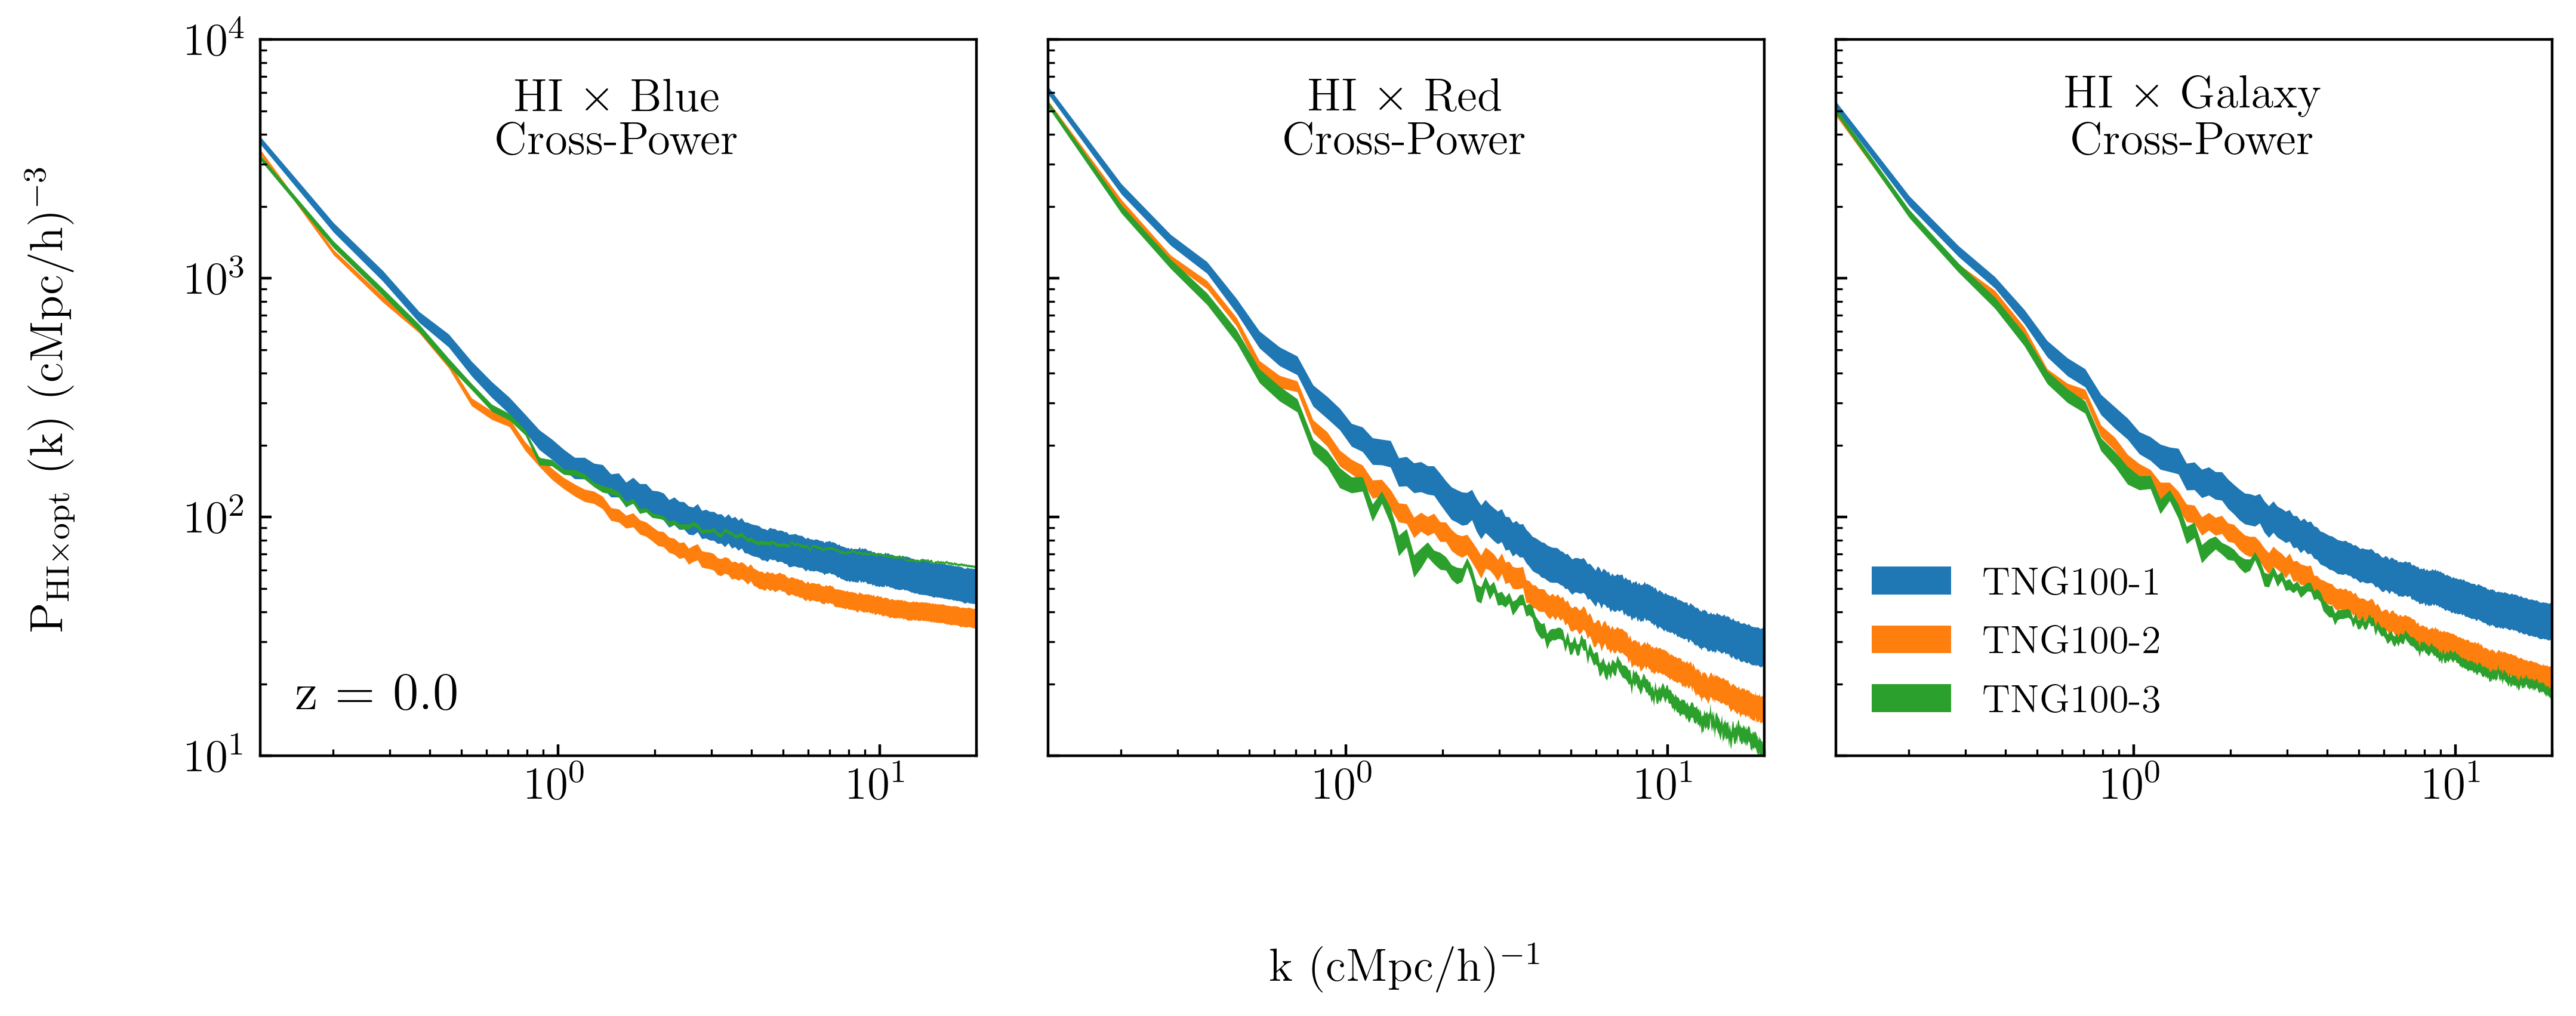 P_HI×opt (k) (cMpc/h)^−3
10^4
10^3
10^2
10^1
HI × Blue
Cross-Power
z = 0.0
10^0
10^1
HI × Red
Cross-Power
10^0
10^1
HI × Galaxy
Cross-Power
TNG100-1
TNG100-2
TNG100-3
10^0
10^1
k (cMpc/h)^−1